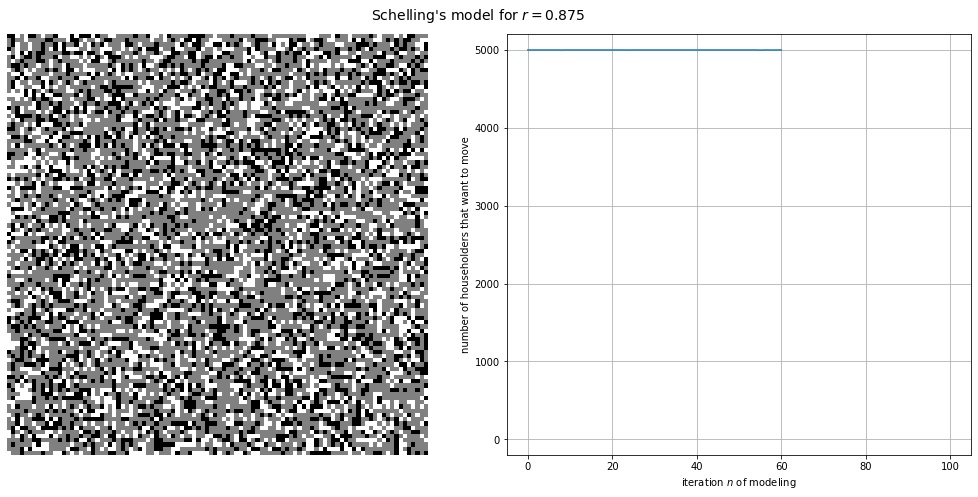 Schelling's model for r = 0.875
5000
4000
3000
2000
1000
0
number of householders that want to move
0 20 40 60 80 100
iteration n of modeling